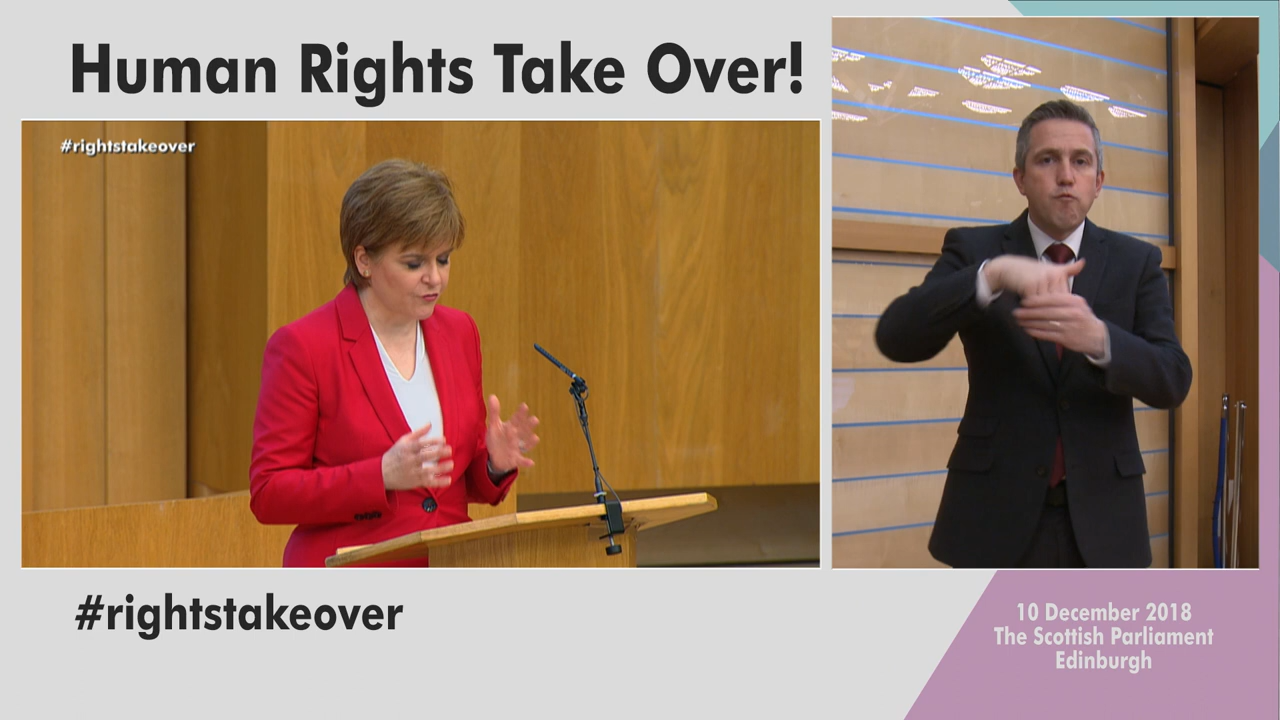 Human Rights Take Over!
#rightstakeover
#rightstakeover
10 December 2018
The Scottish Parliament
Edinburgh